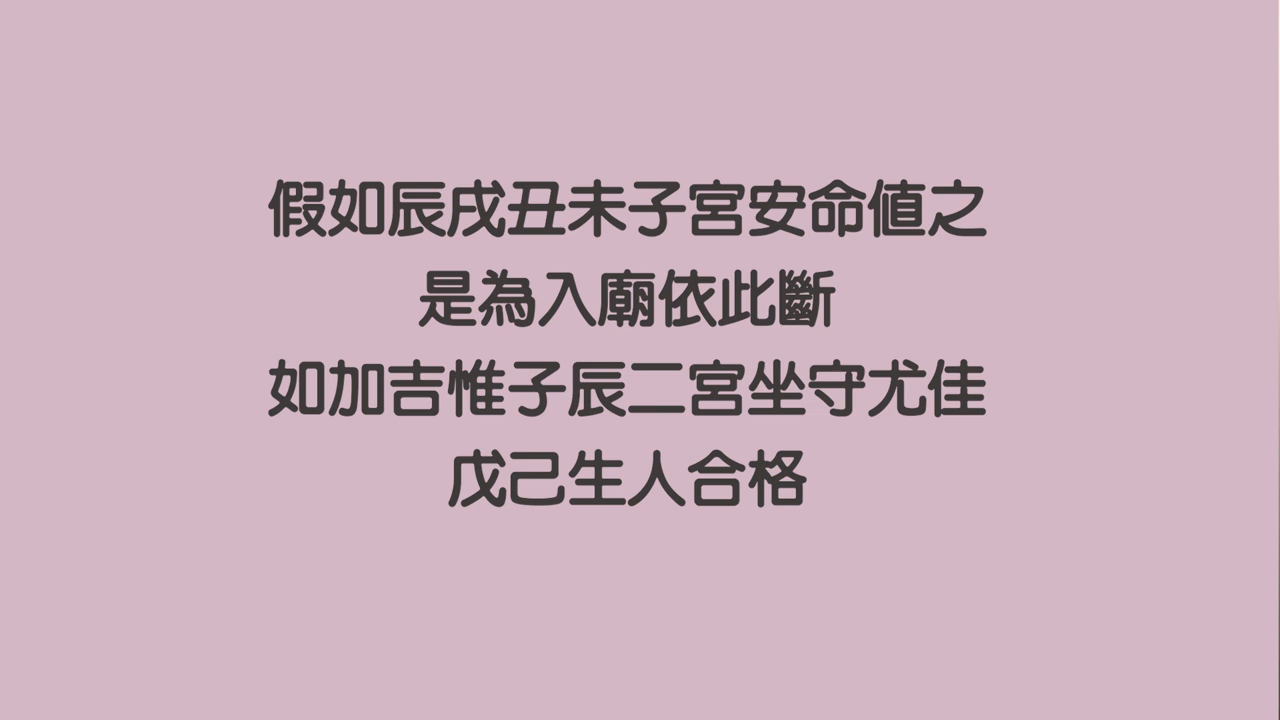 假如辰戌丑未子宮安命值之
是為入廟依此斷
如加吉惟子辰二宮坐守尤佳
戊己生人合格